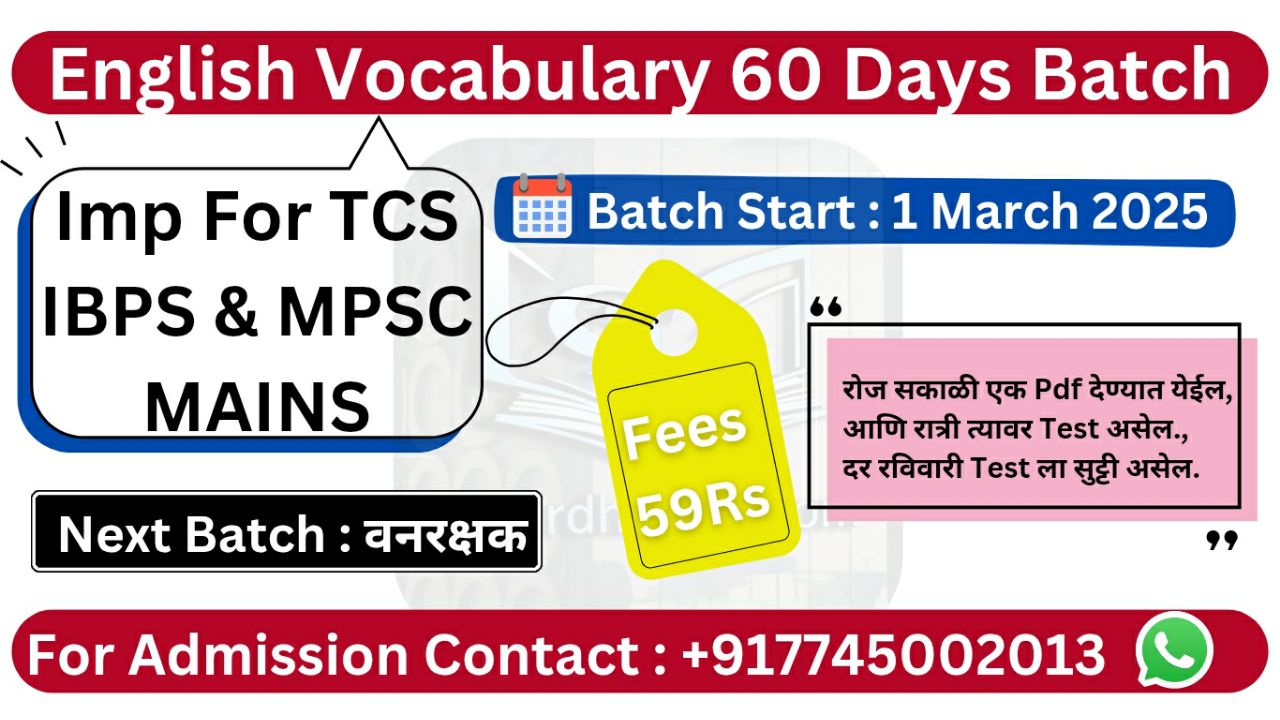 English Vocabulary 60 Days Batch
Imp For TCS
IBPS & MPSC
MAINS
Batch Start : 1 March 2025
Fees
59Rs
रोज सकाळी एक Pdf देण्यात येईल,
आणि रात्री त्यावर Test असेल.,
दर रविवारी Test ला सुट्टी असेल.
Next Batch : वनरक्षक
For Admission Contact : +917745002013